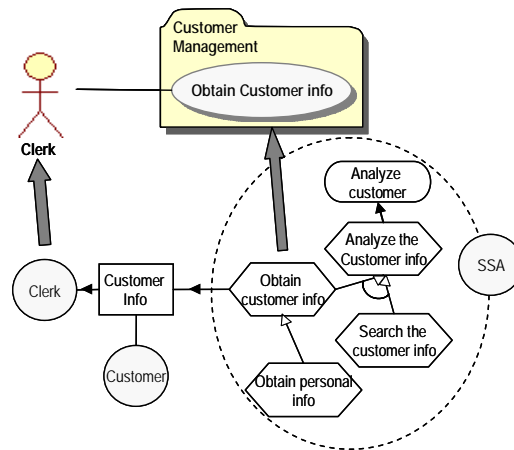 Customer
Management
Obtain Customer info
Clerk
Analyze
customer
Analyze the
Customer info
SSA
Clerk
Customer
Info
Obtain
customer info
Search the
customer info
Customer
Obtain personal
info